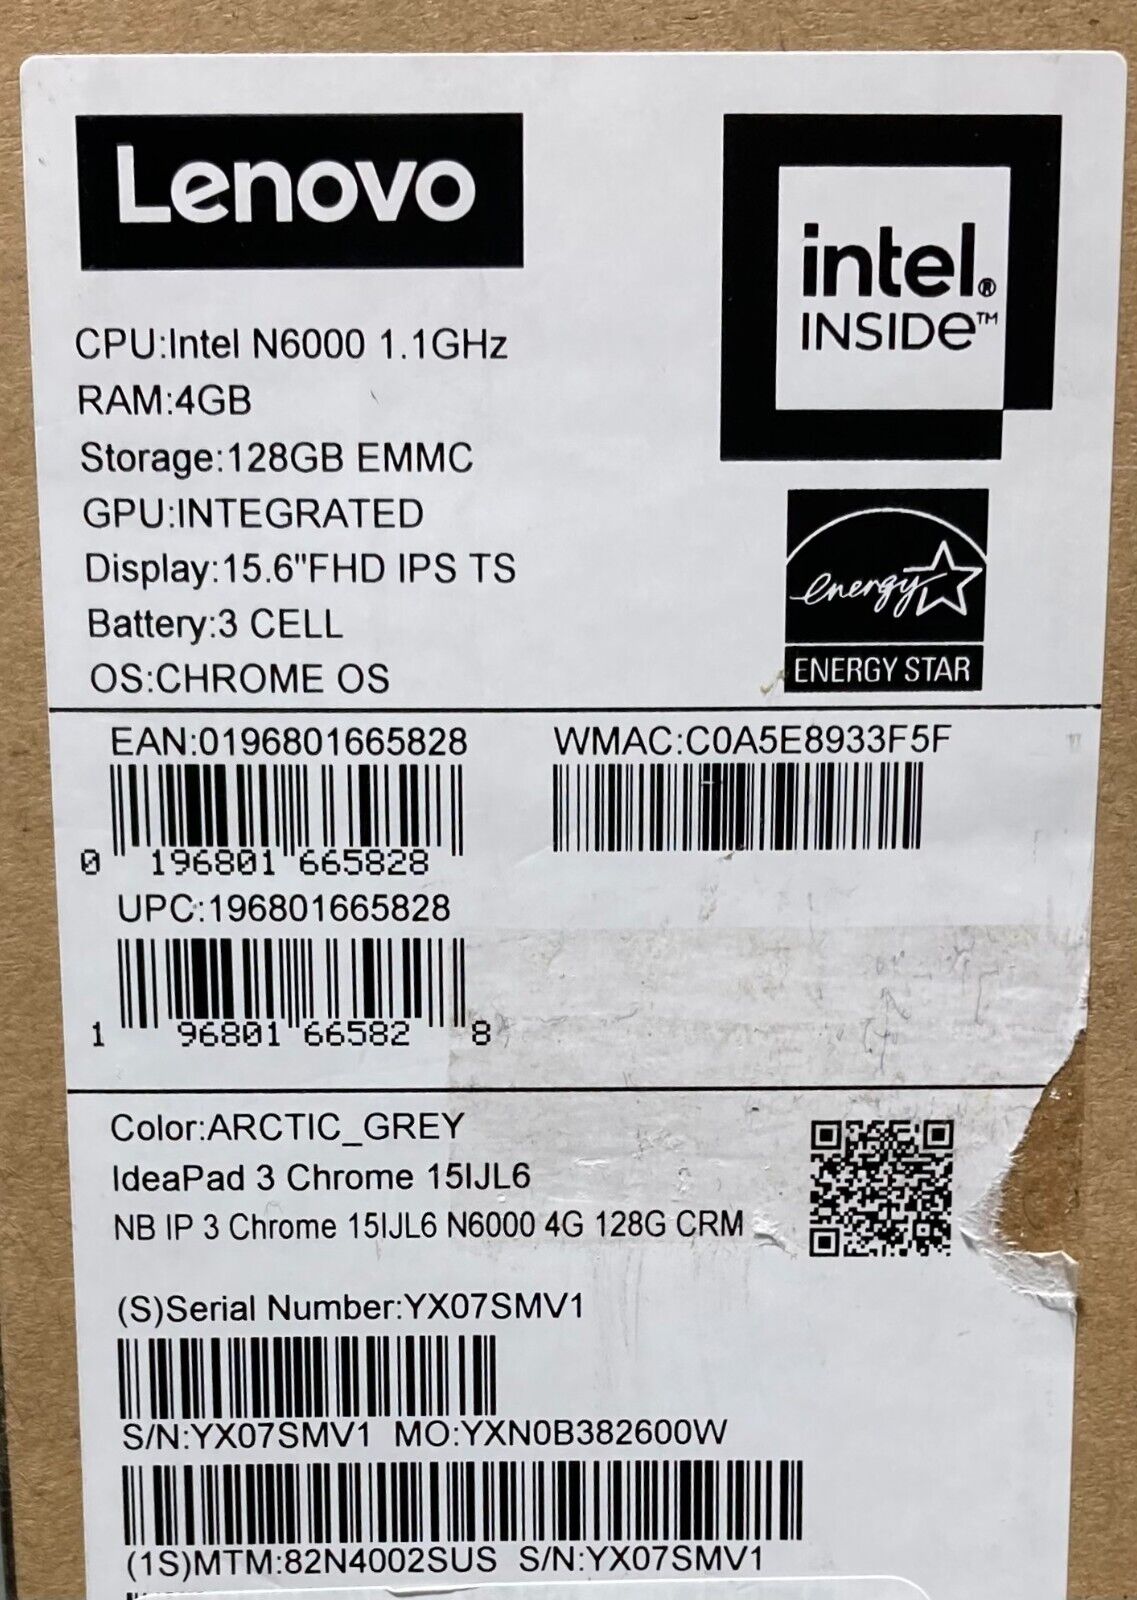 Lenovo
intel®
INSIDe™
CPU:Intel N6000 1.1GHz
RAM:4GB
Storage:128GB EMMC
GPU:INTEGRATED
Display:15.6"FHD IPS TS
Battery:3 CELL
OS:CHROME OS
energy
ENERGY STAR
EAN:0196801665828
WMAC:C0A5E8933F5F
0 196801 665828
UPC:196801665828
1 96801 66582 8
Color:ARCTIC_GREY
IdeaPad 3 Chrome 15IJL6
NB IP 3 Chrome 15IJL6 N6000 4G 128G CRM
(S)Serial Number:YX07SMV1
S/N:YX07SMV1 MO:YXN0B382600W
(1S)MTM:82N4002SUS S/N:YX07SMV1